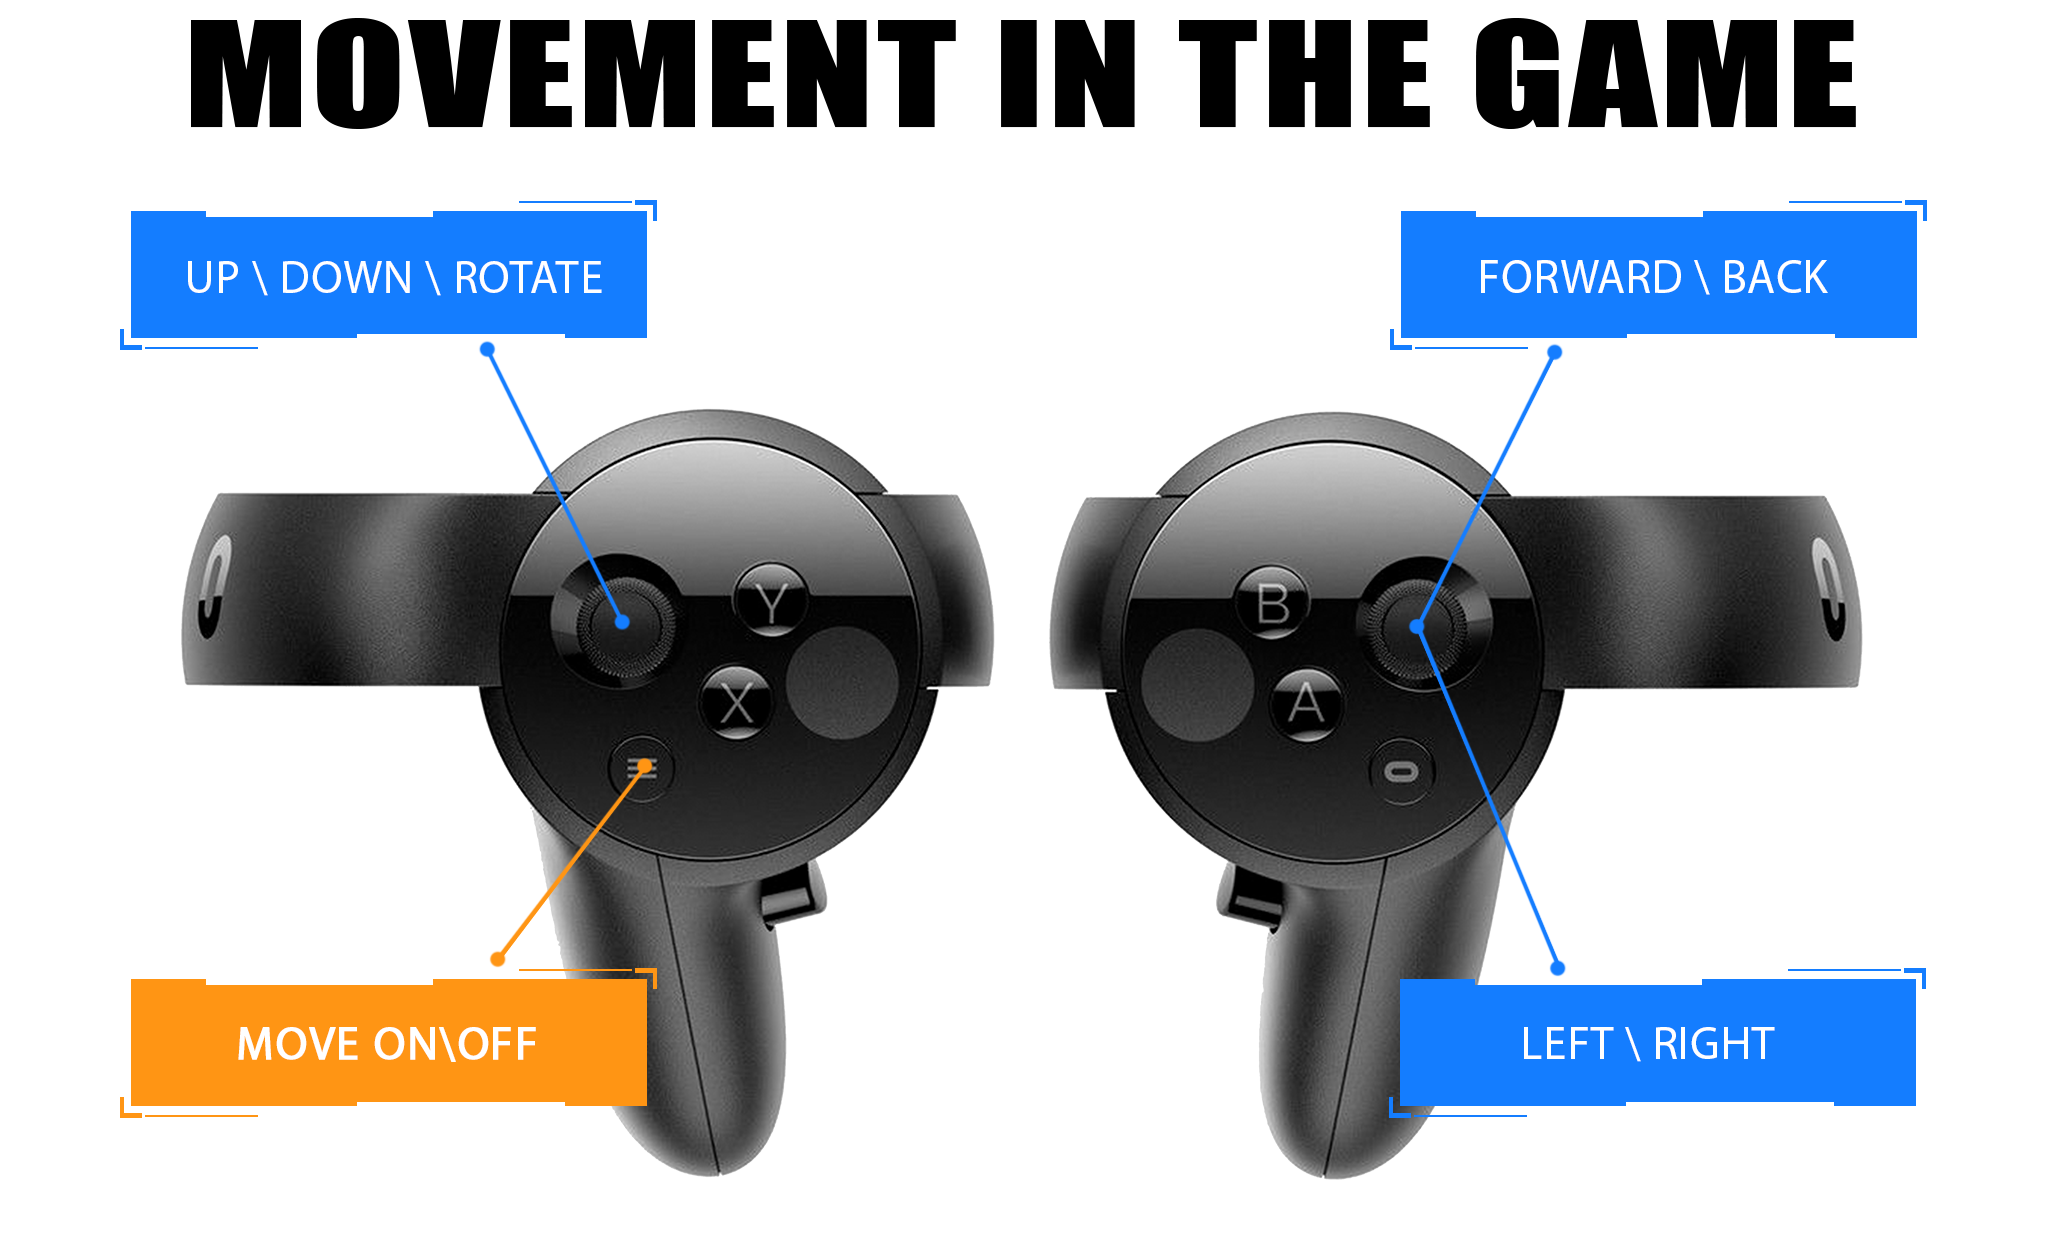 MOVEMENT IN THE GAME
UP \ DOWN \ ROTATE
FORWARD \ BACK
Y
B
X
A
MOVE ON\OFF
LEFT \ RIGHT